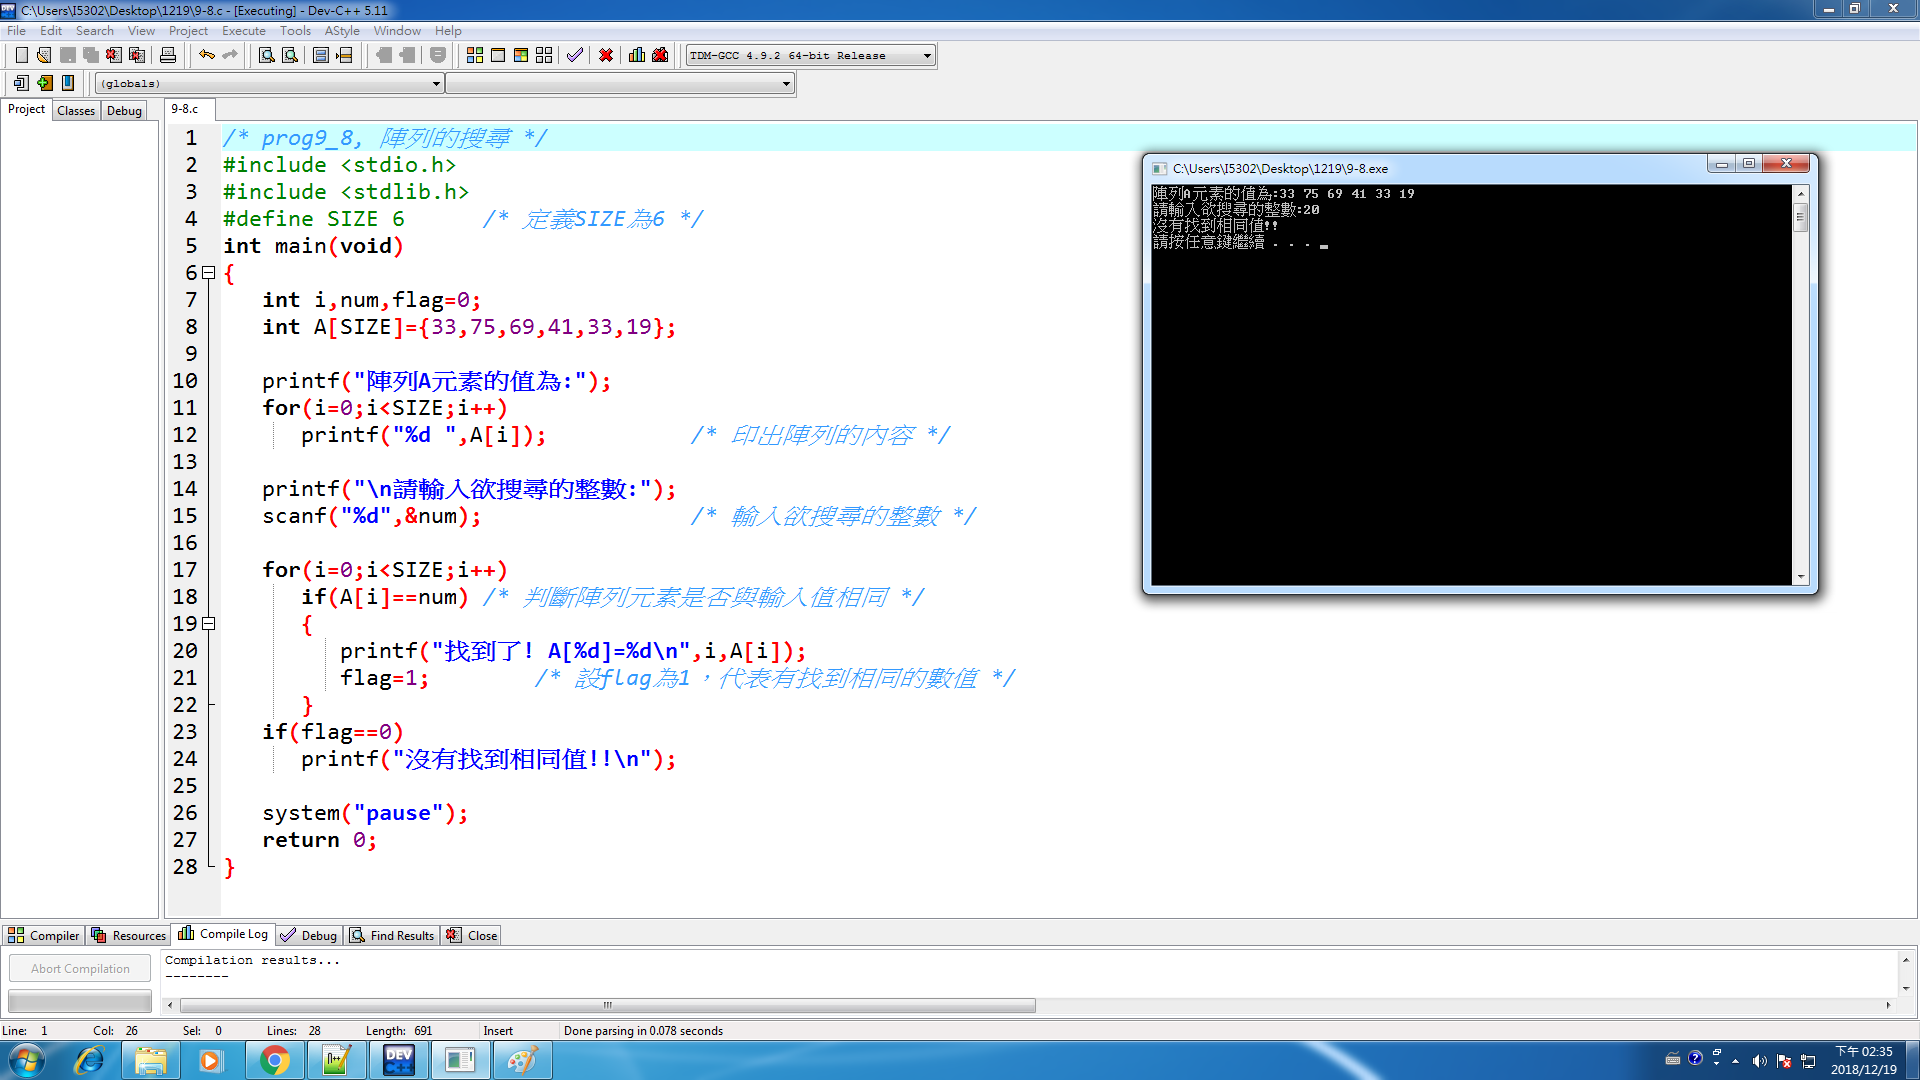 C:\Users\I5302\Desktop\1219\9-8.c - [Executing] - Dev-C++ 5.11
File Edit Search View Project Execute Tools AStyle Window Help
TDM-GCC 4.9.2 64-bit Release
(globals)
Project Classes Debug
9-8.c
1 /* prog9_8, 陣列的搜尋 */
2 #include <stdio.h>
3 #include <stdlib.h>
4 #define SIZE 6 /* 定義SIZE為6 */
5 int main(void)
6 {
7 int i,num,flag=0;
8 int A[SIZE]={33,75,69,41,33,19};
9
10 printf("陣列A元素的值為:");
11 for(i=0;i<SIZE;i++)
12 printf("%d ",A[i]); /* 印出陣列的內容 */
13
14 printf("\n請輸入欲搜尋的整數:");
15 scanf("%d",&num); /* 輸入欲搜尋的整數 */
16
17 for(i=0;i<SIZE;i++)
18 if(A[i]==num) /* 判斷陣列元素是否與輸入值相同 */
19 {
20 printf("找到了! A[%d]=%d\n",i,A[i]);
21 flag=1; /* 設flag為1，代表有找到相同的數值 */
22 }
23 if(flag==0)
24 printf("沒有找到相同值!!\n");
25
26 system("pause");
27 return 0;
28 }
C:\Users\I5302\Desktop\1219\9-8.exe
陣列A元素的值為:33 75 69 41 33 19
請輸入欲搜尋的整數:20
沒有找到相同值!!
請按任意鍵繼續 . . .
Compiler Resources Compile Log Debug Find Results Close
Abort Compilation
Compilation results...
--------
Line: 1 Col: 26 Sel: 0 Lines: 28 Length: 691 Insert Done parsing in 0.078 seconds
DEV C++
下午 02:35
2018/12/19